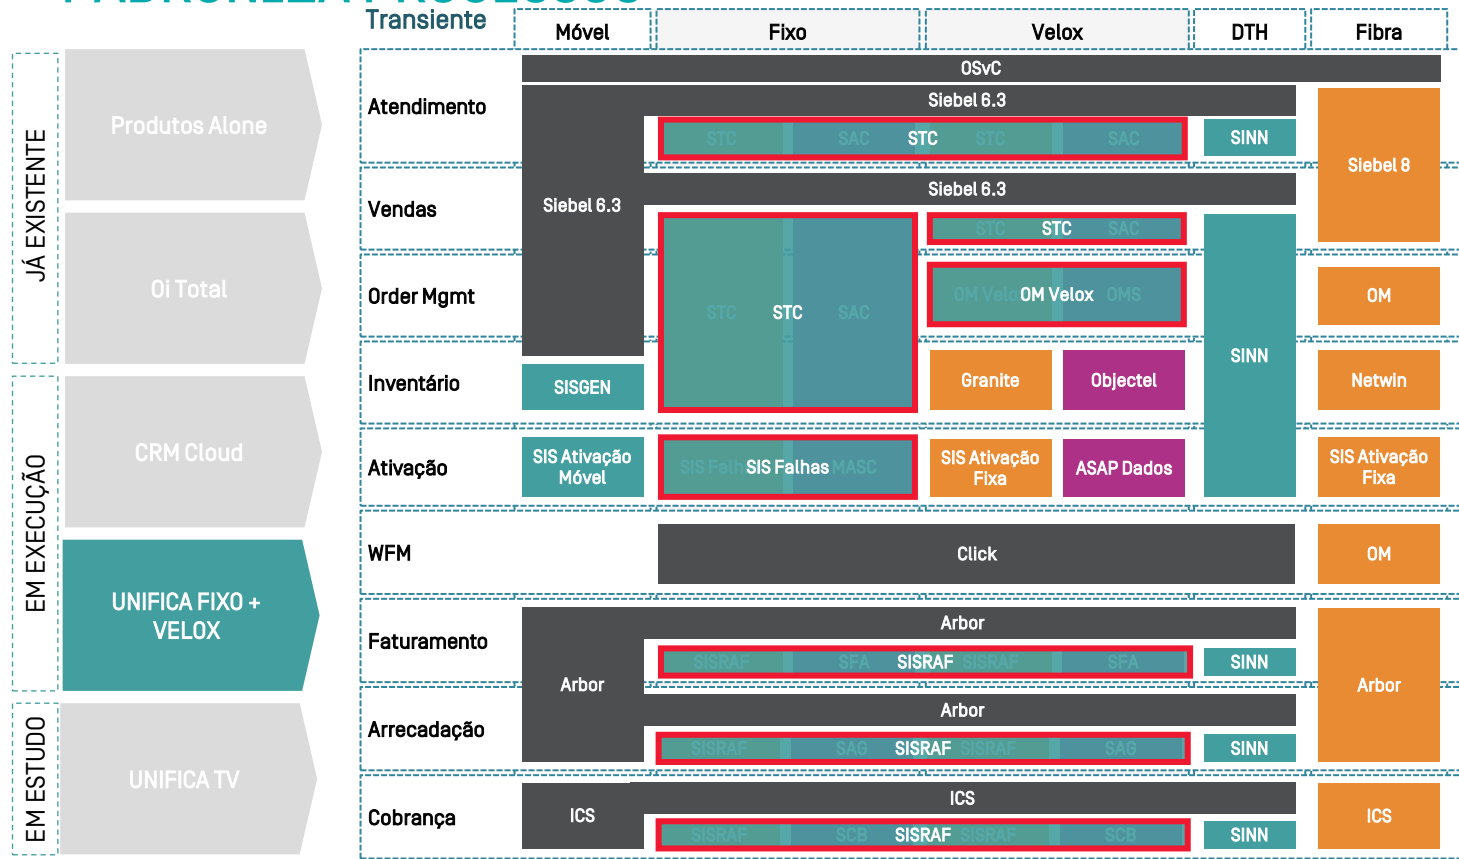 PADRONIZA PROCESSOS
Transiente
Móvel
Fixo
Velox
DTH
Fibra
JÁ EXISTENTE
Produtos Alone
Oi Total
EM EXECUÇÃO
CRM Cloud
UNIFICA FIXO +
VELOX
EM ESTUDO
UNIFICA TV
OSvC
Atendimento
Siebel 6.3
STC
SAC
STC
STC
SAC
SINN
Siebel 8
Siebel 6.3
Vendas
Siebel 6.3
STC
STC
SAC
Order Mgmt
STC
STC
SAC
OM Velox
OMS
OM
SINN
Inventário
SISGEN
Granite
Objectel
Netwin
Ativação
SIS Ativação
Móvel
SIS Falhas
MASC
SIS Ativação
Fixa
ASAP Dados
SIS Ativação
Fixa
WFM
Click
OM
Faturamento
Arbor
SISRAF
SFA
SISRAF
SISRAF
SFA
SINN
Arbor
Arbor
Arrecadação
Arbor
SISRAF
SAG
SISRAF
SISRAF
SAG
SINN
Cobrança
ICS
ICS
SISRAF
SCB
SISRAF
SISRAF
SCB
SINN
ICS